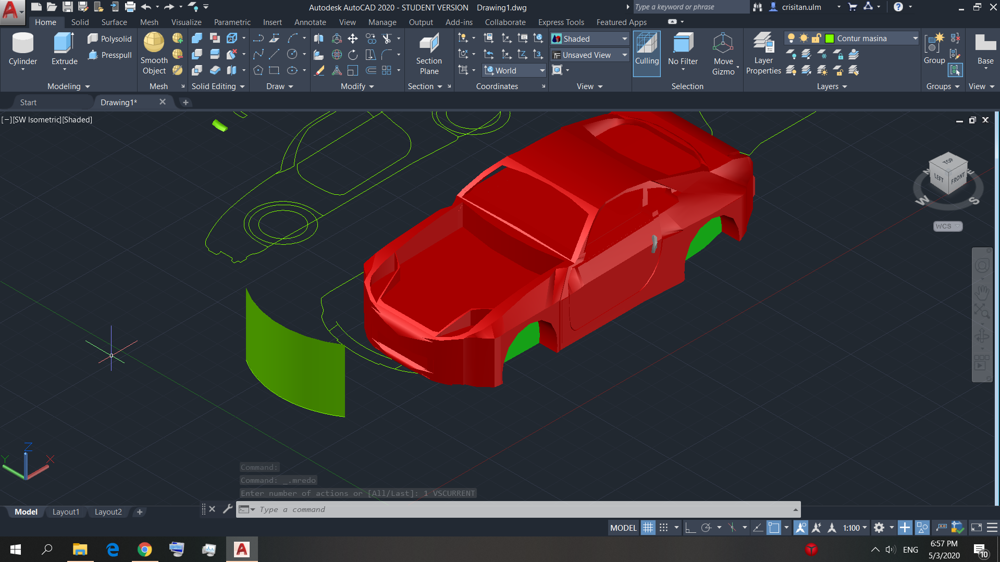 Autodesk AutoCAD 2020 - STUDENT VERSION Drawing1.dwg
Type a keyword or phrase
crisitan.ulm
Home Solid Surface Mesh Visualize Parametric Insert Annotate View Manage Output Add-ins Collaborate Express Tools Featured Apps
Cylinder
Extrude
Polysolid
Presspull
Smooth
Object
Section
Plane
World
Shaded
Unsaved View
Culling
No Filter
Move
Gizmo
Layer
Properties
Contur masina
Group
Base
Modeling
Mesh
Solid Editing
Draw
Modify
Section
Coordinates
View
Selection
Layers
Groups
View
Start
Drawing1*
[−][SW Isometric][Shaded]
TOP
LEFT
FRONT
N
E
W
S
WCS
Z
Y
X
Command:
Command: _.mredo
Enter number of actions or [All/Last]: 1 VSCURRENT
Type a command
Model
Layout1
Layout2
MODEL
1:100
ENG
6:57 PM
5/3/2020
10